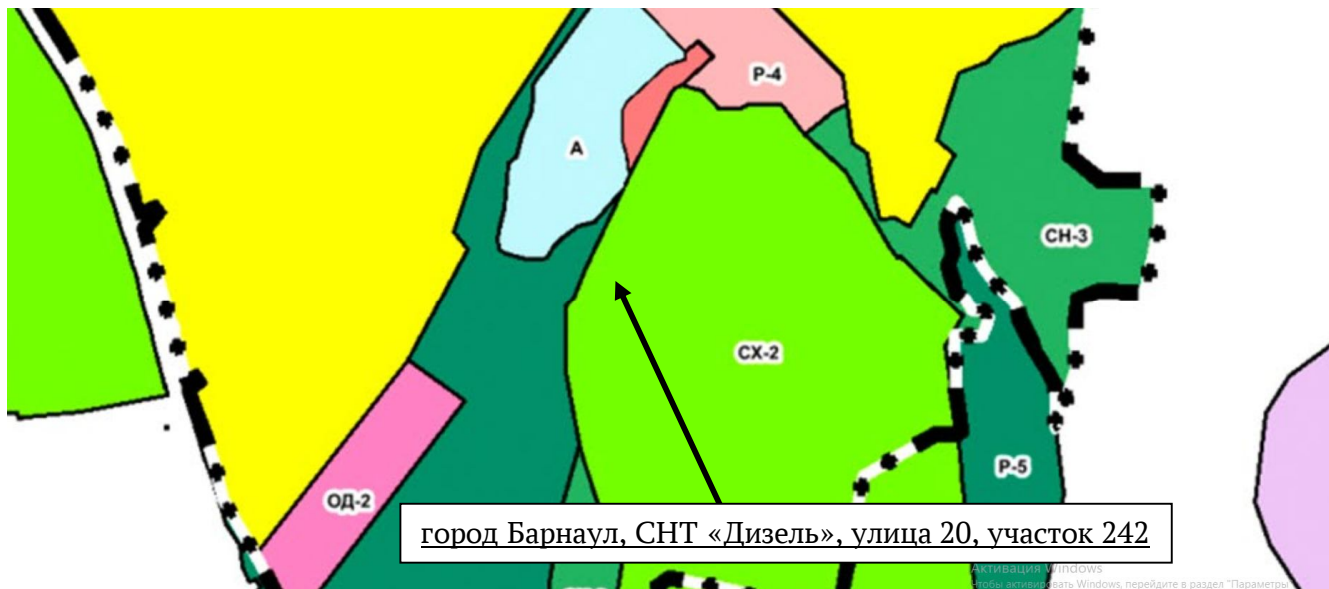 Р-4
А
СН-3
СХ-2
Р-5
ОД-2
город Барнаул, СНТ «Дизель», улица 20, участок 242
Активация Windows
Чтобы активировать Windows, перейдите в раздел "Параметры